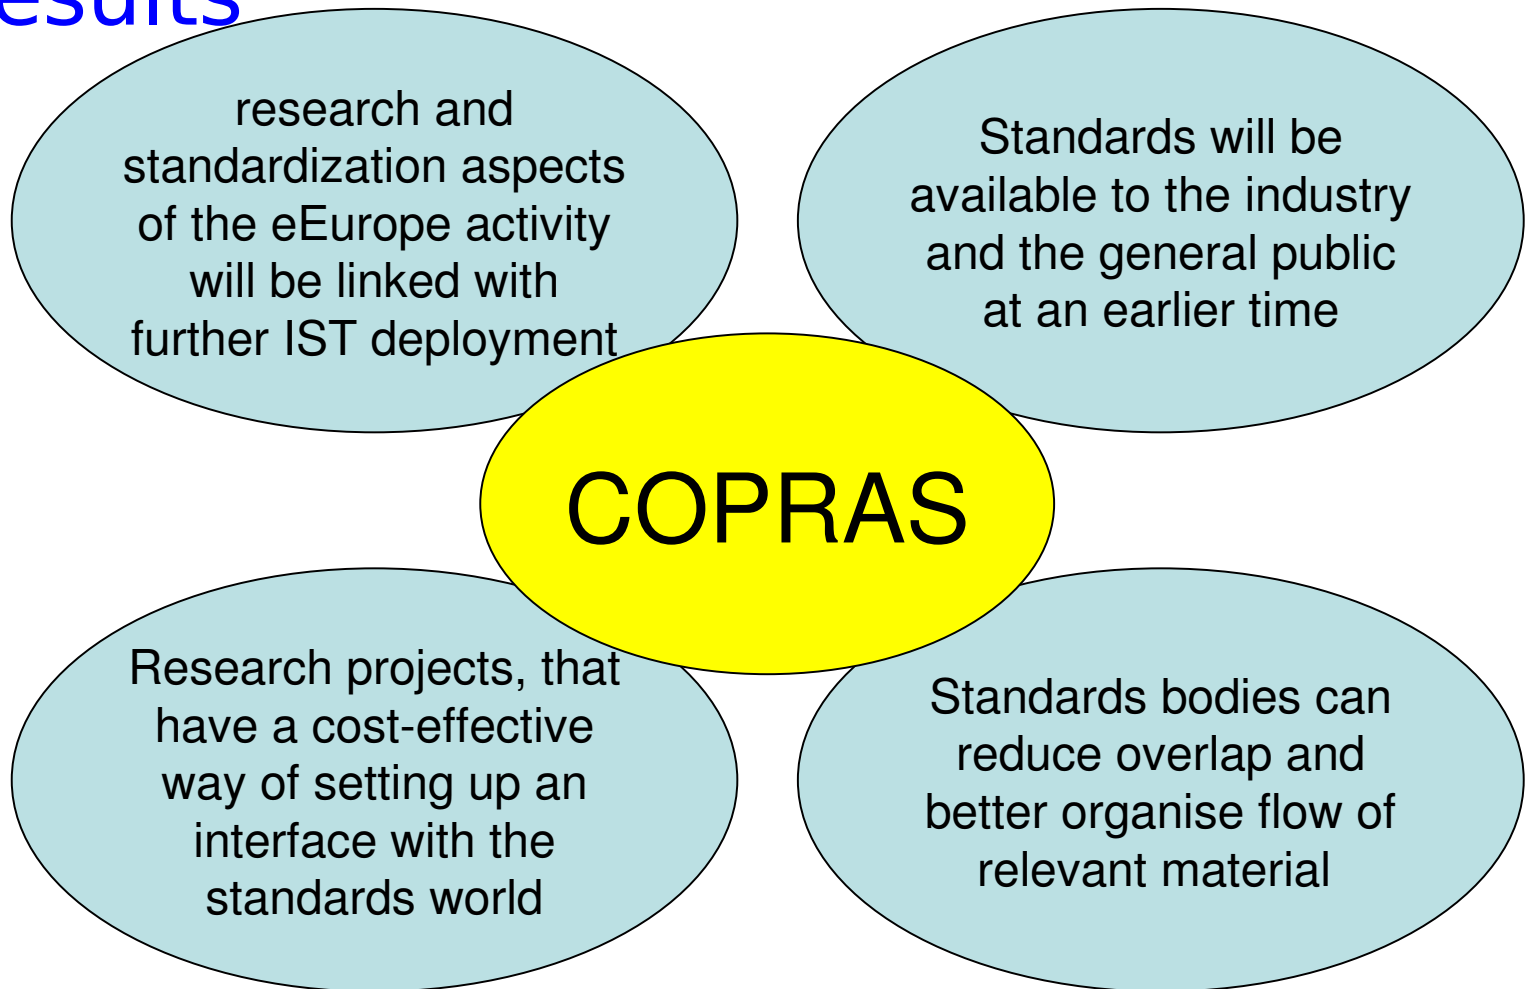 esults
research and
standardization aspects
of the eEurope activity
will be linked with
further IST deployment
Standards will be
available to the industry
and the general public
at an earlier time
COPRAS
Research projects, that
have a cost-effective
way of setting up an
interface with the
standards world
Standards bodies can
reduce overlap and
better organise flow of
relevant material